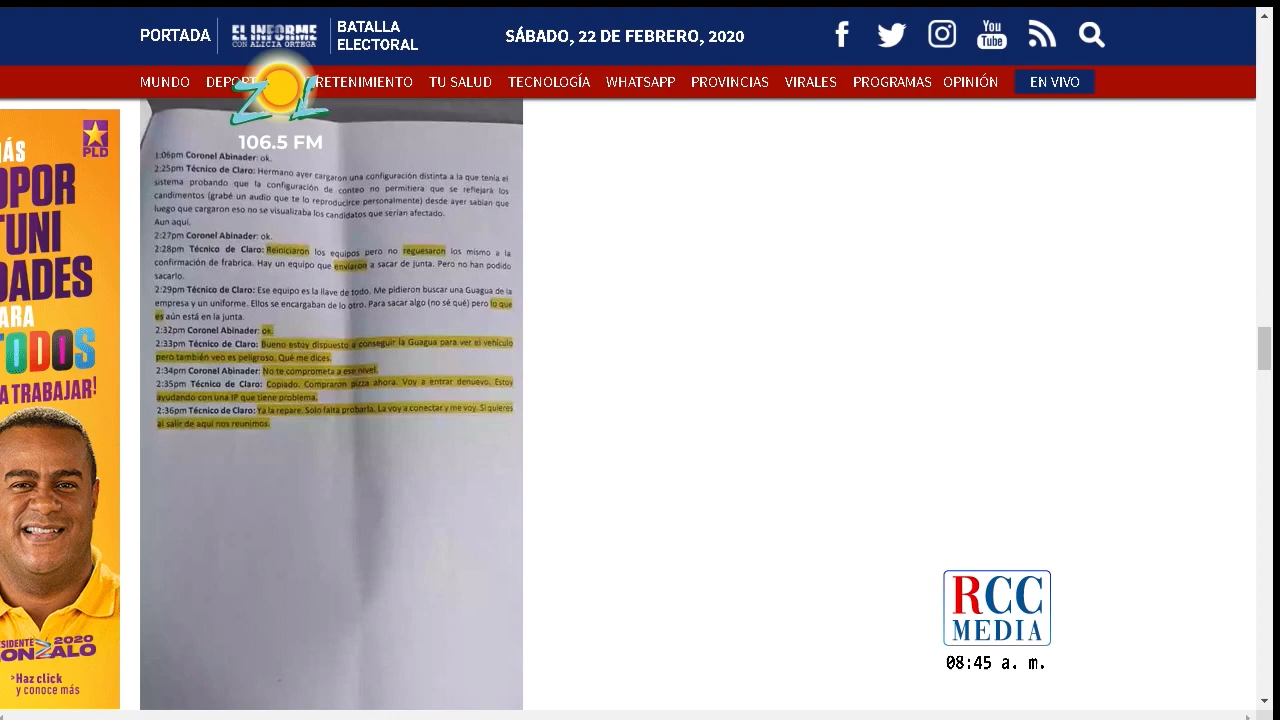 PORTADA
EL INFORME
CON ALICIA ORTEGA
BATALLA
ELECTORAL
SÁBADO, 22 DE FEBRERO, 2020
You
Tube
MUNDO DEPORT RETENIMIENTO TU SALUD TECNOLOGÍA WHATSAPP PROVINCIAS VIRALES PROGRAMAS OPINIÓN EN VIVO
ZOL
106.5 FM
1:06pm Coronel Abinader: ok.
2:25pm Técnico de Claro: Hermano ayer cargaron una configuración distinta a la que tenía el
sistema probando que la configuración de conteo no permitiera que se reflejará los
candimentos (grabé un audio que te lo reproducirce personalmente) desde ayer sabían que
luego que cargaron eso no se visualizaba los candidatos que serían afectado.
Aun aquí.
2:27pm Coronel Abinader: ok.
2:28pm Técnico de Claro: Reiniciaron los equipos pero no reguesaron los mismo a la
confirmación de frabrica. Hay un equipo que enviaron a sacar de junta. Pero no han podido
sacarlo.
2:29pm Técnico de Claro: Ese equipo es la llave de todo. Me pidieron buscar una Guagua de la
empresa y un uniforme. Ellos se encargaban de lo otro. Para sacar algo (no sé qué) pero lo que
es aún está en la junta.
2:32pm Coronel Abinader: ok.
2:33pm Técnico de Claro: Bueno estoy dispuesto a conseguir la Guagua para ver el vehículo
pero también veo es peligroso. Qué me dices.
2:34pm Coronel Abinader: No te comprometa a ese nivel.
2:35pm Técnico de Claro: Copiado. Compraron pizza ahora. Voy a entrar denuevo. Estoy
ayudando con una IP que tiene problema.
2:36pm Técnico de Claro: Ya la repare. Solo falta probarla. La voy a conectar y me voy. Si quieres
al salir de aquí nos reunimos.
ÁS
PLD
OPOR
TUNI
DADES
ARA
TODOS
A TRABAJAR!
SIDENTE 2020
ONZALO
>Haz click
y conoce más
RCC
MEDIA
08:45 a. m.